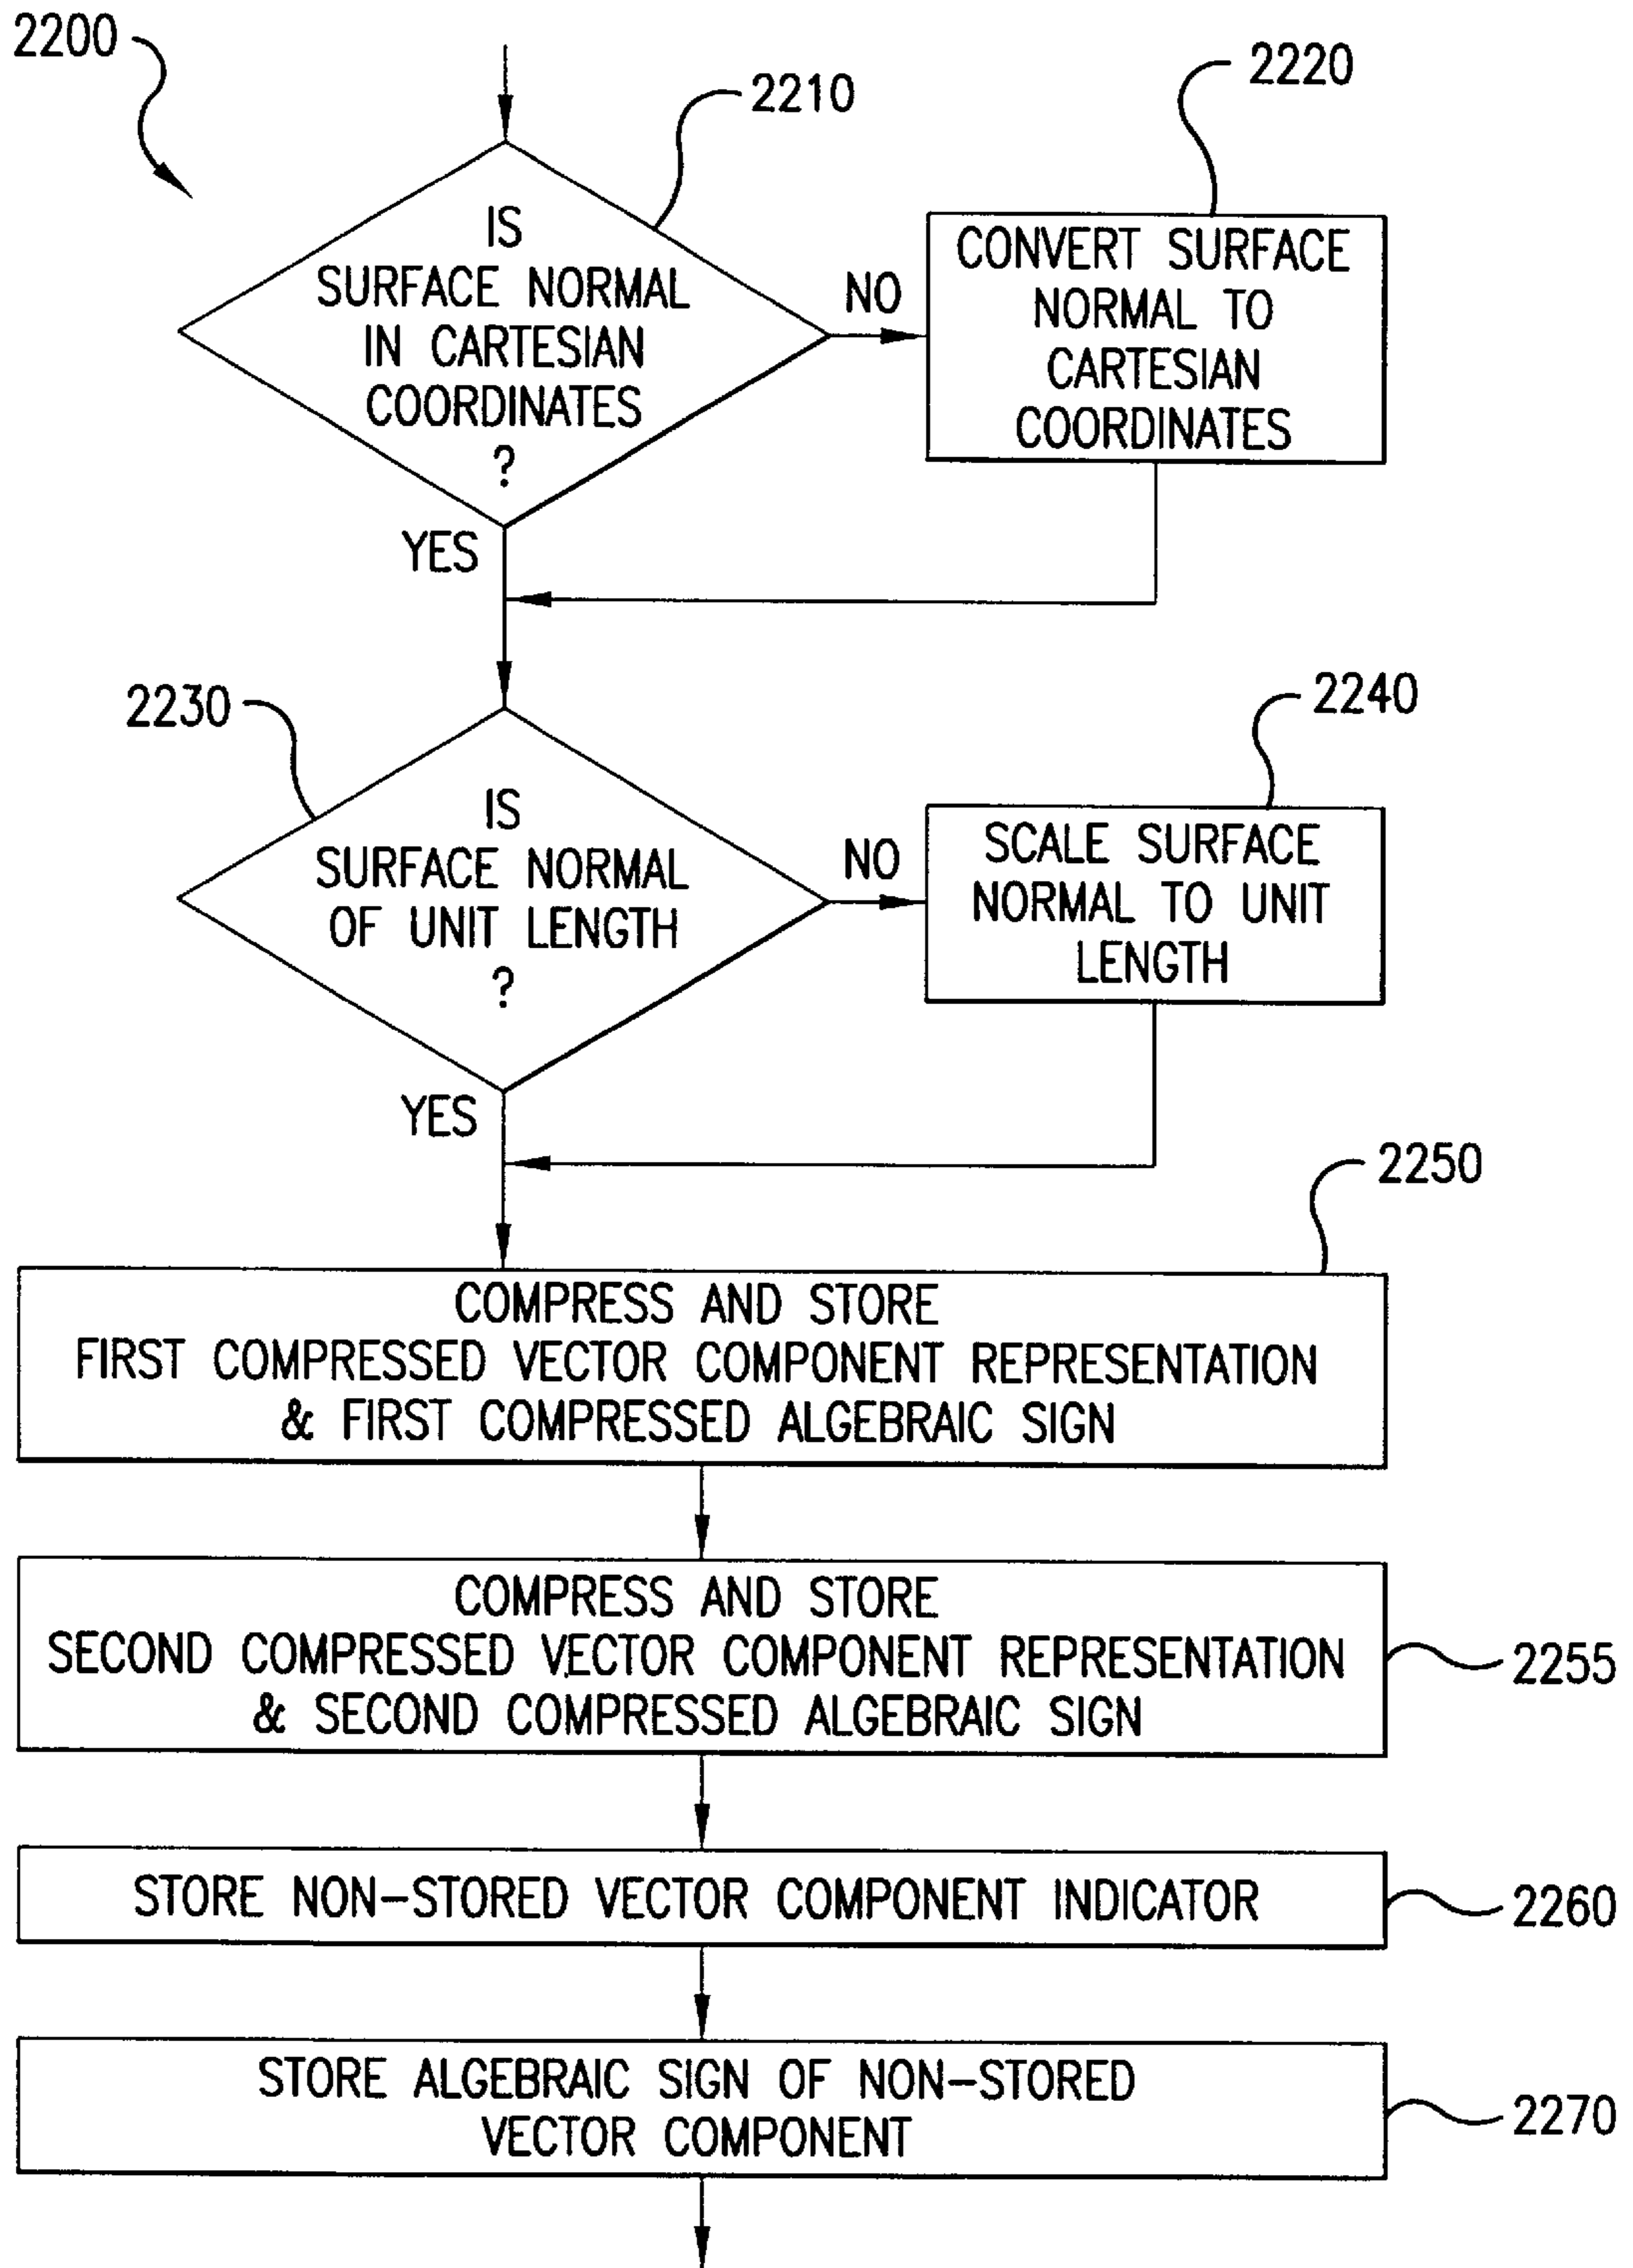 2200
2210
2220
IS
SURFACE NORMAL
IN CARTESIAN
COORDINATES
?
NO
CONVERT SURFACE
NORMAL TO
CARTESIAN
COORDINATES
YES
2230
2240
IS
SURFACE NORMAL
OF UNIT LENGTH
?
NO
SCALE SURFACE
NORMAL TO UNIT
LENGTH
YES
2250
COMPRESS AND STORE
FIRST COMPRESSED VECTOR COMPONENT REPRESENTATION
& FIRST COMPRESSED ALGEBRAIC SIGN
COMPRESS AND STORE
SECOND COMPRESSED VECTOR COMPONENT REPRESENTATION
& SECOND COMPRESSED ALGEBRAIC SIGN
2255
STORE NON-STORED VECTOR COMPONENT INDICATOR
2260
STORE ALGEBRAIC SIGN OF NON-STORED
VECTOR COMPONENT
2270